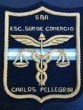 UBA
ESC. SUP. DE COMERCIO
CARLOS PELLEGRINI